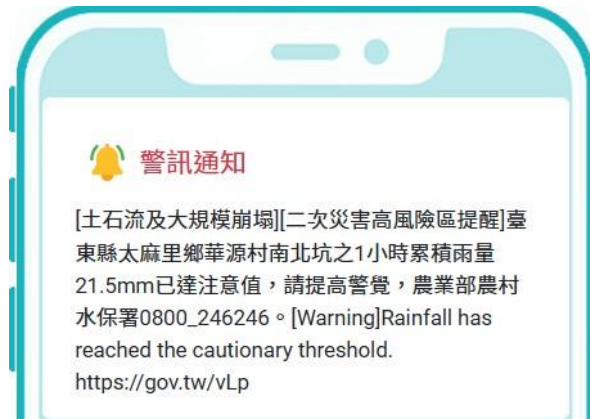 警訊通知
[土石流及大規模崩塌][二次災害高風險區提醒]臺
東縣太麻里鄉華源村南北坑之1小時累積雨量
21.5mm已達注意值，請提高警覺，農業部農村
水保署0800_246246。[Warning]Rainfall has
reached the cautionary threshold.
https://gov.tw/vLp